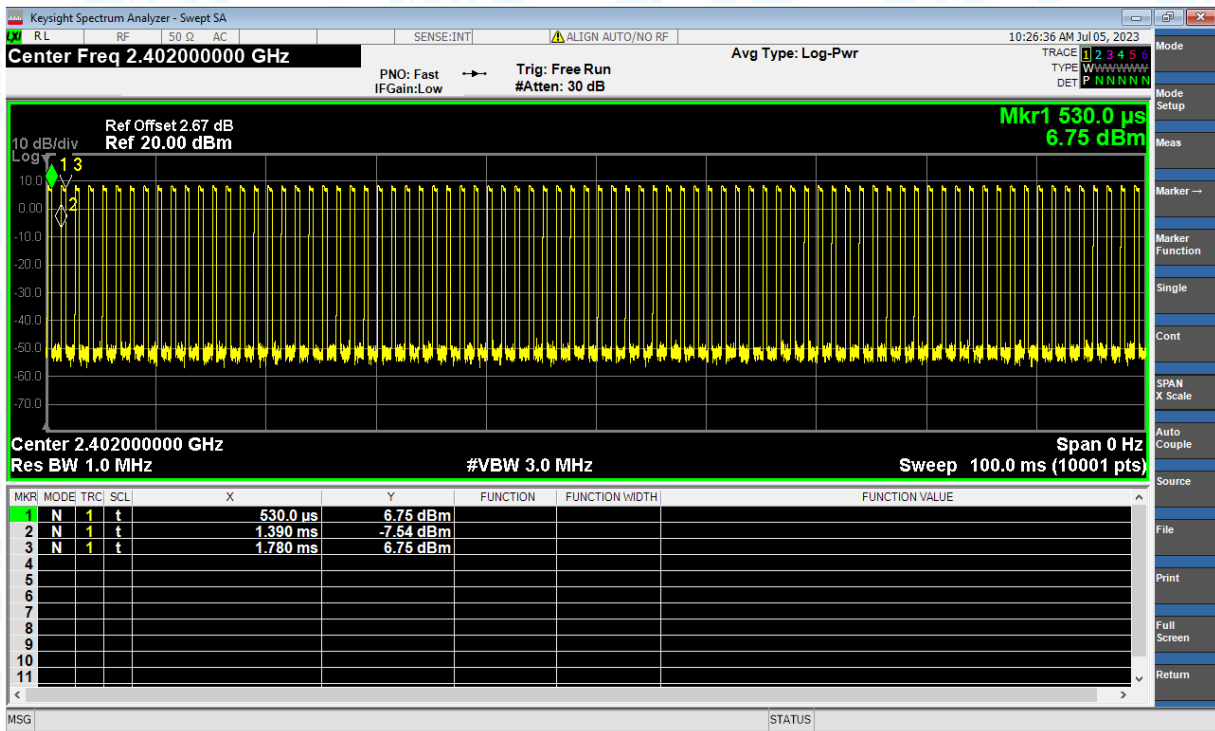 Keysight Spectrum Analyzer - Swept SA
LXI RL RF 50 Ω AC SENSE:INT ALIGN AUTO/NO RF 10:26:36 AM Jul 05, 2023
Center Freq 2.402000000 GHz
Avg Type: Log-Pwr
TRACE 1 2 3 4 5 6
TYPE WWWWWW
DET P N N N N N
PNO: Fast
IFGain:Low
Trig: Free Run
#Atten: 30 dB
Mkr1 530.0 µs
6.75 dBm
Ref Offset 2.67 dB
10 dB/div Ref 20.00 dBm
Log
1 3
2
10.0
0.00
-10.0
-20.0
-30.0
-40.0
-50.0
-60.0
-70.0
Center 2.402000000 GHz Span 0 Hz
Res BW 1.0 MHz #VBW 3.0 MHz Sweep 100.0 ms (10001 pts)
MKR MODE TRC SCL X Y FUNCTION FUNCTION WIDTH FUNCTION VALUE
1 N 1 t 530.0 µs 6.75 dBm
2 N 1 t 1.390 ms -7.54 dBm
3 N 1 t 1.780 ms 6.75 dBm
4
5
6
7
8
9
10
11
MSG STATUS
Mode
Mode
Setup
Meas
Marker →
Marker
Function
Single
Cont
SPAN
X Scale
Auto
Couple
Source
File
Print
Full
Screen
Return